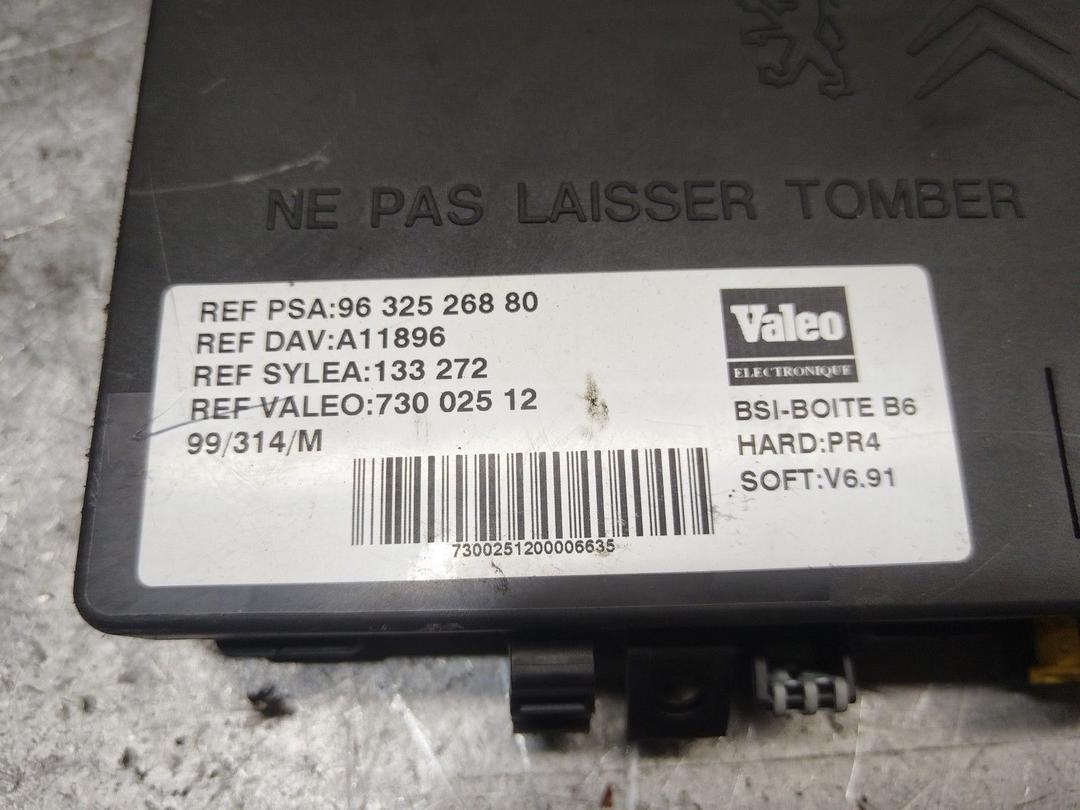 NE PAS LAISSER TOMBER
REF PSA:96 325 268 80
REF DAV:A11896
REF SYLEA:133 272
REF VALEO:730 025 12
99/314/M
7300251200006635
Valeo
ELECTRONIQUE
BSI-BOITE B6
HARD:PR4
SOFT:V6.91